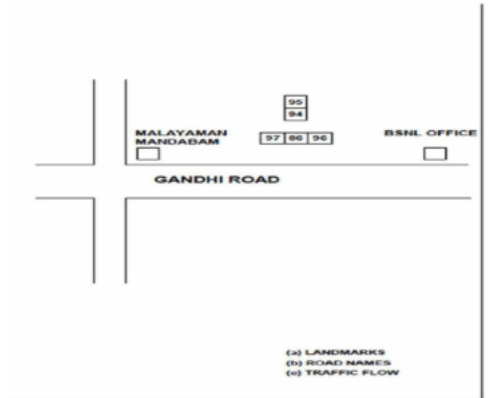 95
94
MALAYAMAN
MANDABAM
97 86 96
BSNL OFFICE
GANDHI ROAD
(a) LANDMARKS
(b) ROAD NAMES
(c) TRAFFIC FLOW